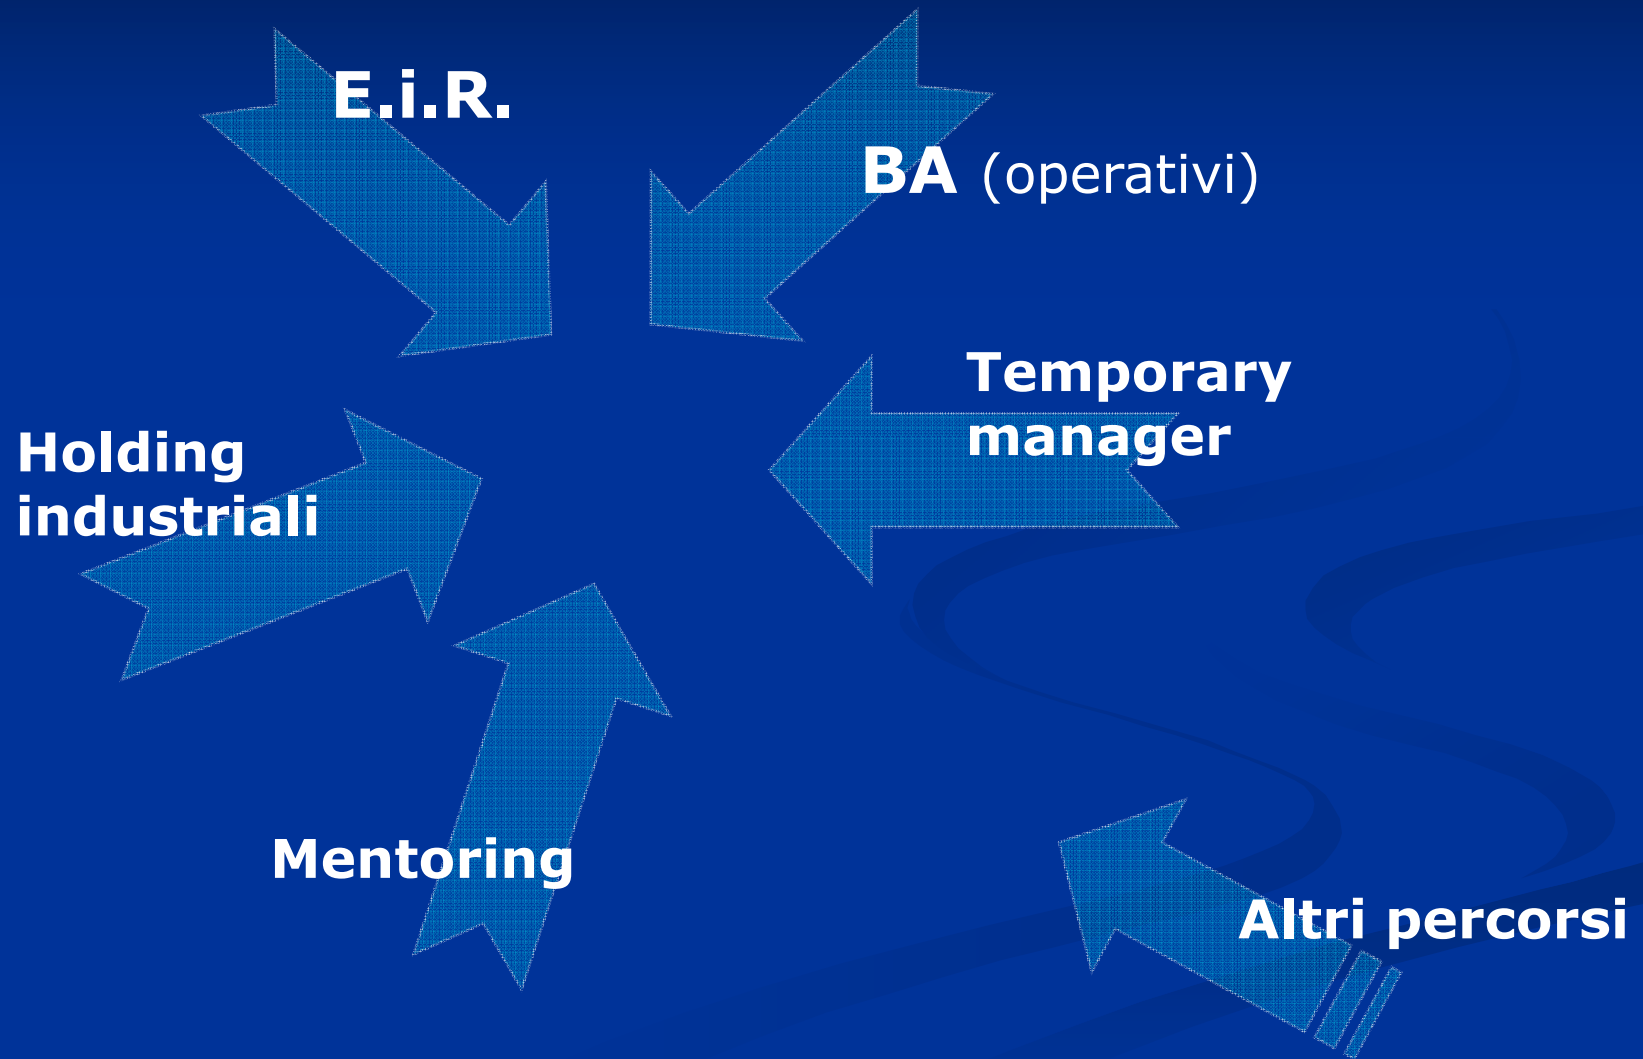 E.i.R.
BA (operativi)
Temporary
manager
Holding
industriali
Mentoring
Altri percorsi